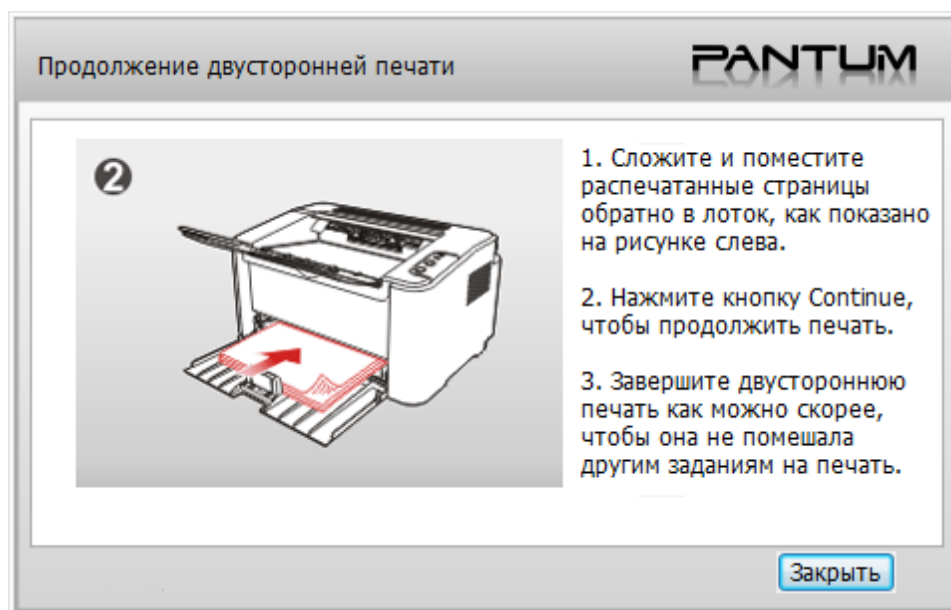 Продолжение двусторонней печати
PANTUM
2
1. Сложите и поместите
распечатанные страницы
обратно в лоток, как показано
на рисунке слева.
2. Нажмите кнопку Continue,
чтобы продолжить печать.
3. Завершите двустороннюю
печать как можно скорее,
чтобы она не помешала
другим заданиям на печать.
Закрыть